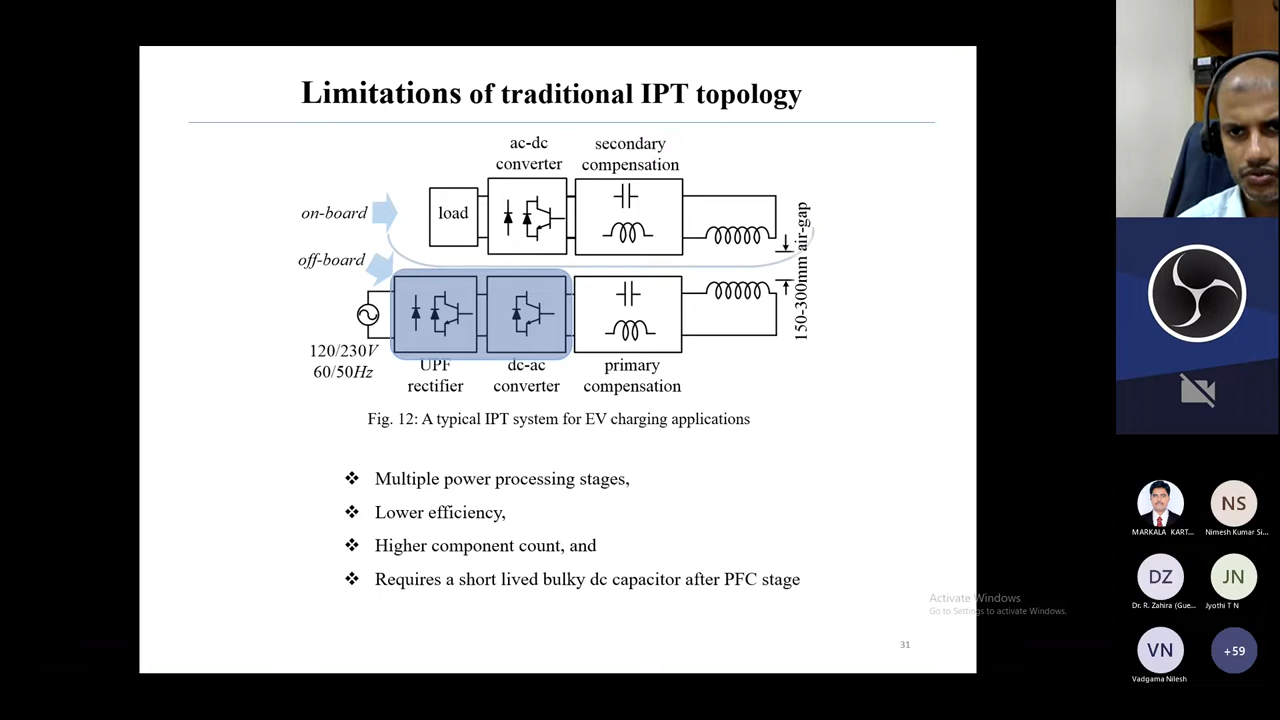 Limitations of traditional IPT topology
ac-dc
converter
secondary
compensation
on-board
load
off-board
150-300mm air-gap
120/230V
60/50Hz
UPF
rectifier
dc-ac
converter
primary
compensation
Fig. 12: A typical IPT system for EV charging applications
❖ Multiple power processing stages,
❖ Lower efficiency,
❖ Higher component count, and
❖ Requires a short lived bulky dc capacitor after PFC stage
31
Activate Windows
Go to Settings to activate Windows.
MARKALA KART...
NS
Nimesh Kumar Si...
DZ
Dr. R. Zahira (Gue...
JN
Jyothi T N
VN
Vadgama Nilesh
+59